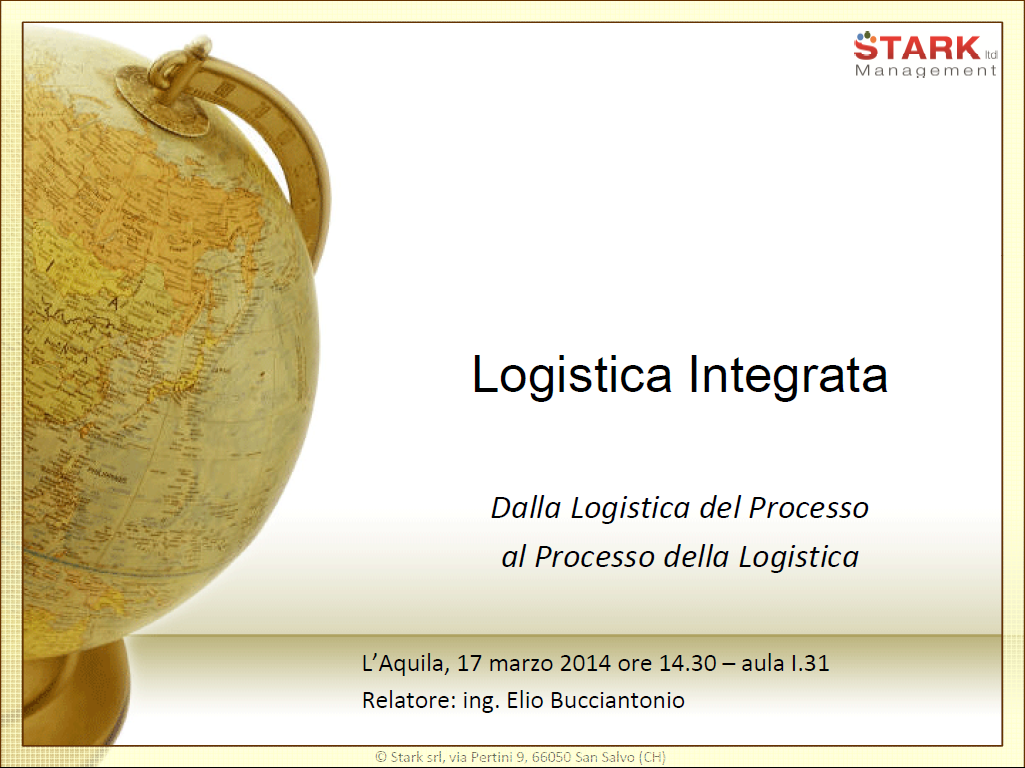 STARK ltd
Management
Logistica Integrata
Dalla Logistica del Processo
al Processo della Logistica
L’Aquila, 17 marzo 2014 ore 14.30 – aula I.31
Relatore: ing. Elio Bucciantonio
© Stark srl, via Pertini 9, 66050 San Salvo (CH)